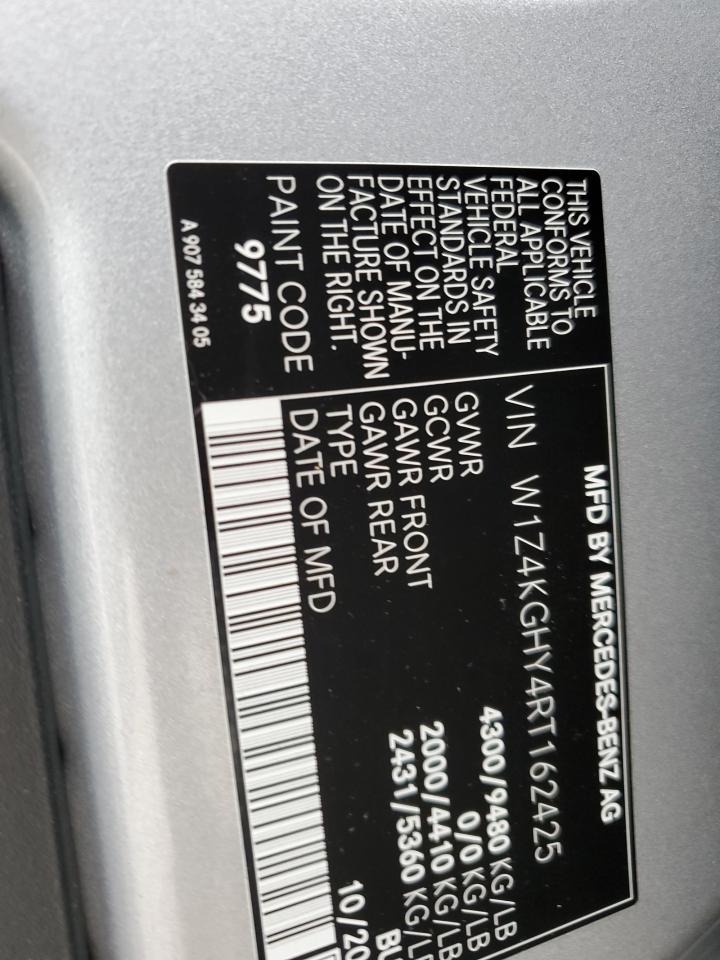 MFD BY MERCEDES-BENZ AG
THIS VEHICLE
CONFORMS TO
ALL APPLICABLE
FEDERAL
VEHICLE SAFETY
STANDARDS IN
EFFECT ON THE
DATE OF MANU-
FACTURE SHOWN
ON THE RIGHT.
PAINT CODE
9775
A 907 584 34 05
VIN W1Z4KGHY4RT162425
GVWR 4300/9480 KG/LB
GCWR 0/0 KG/LB
GAWR FRONT 2000/4410 KG/LB
GAWR REAR 2431/5360 KG/L
TYPE
DATE OF MFD 10/20